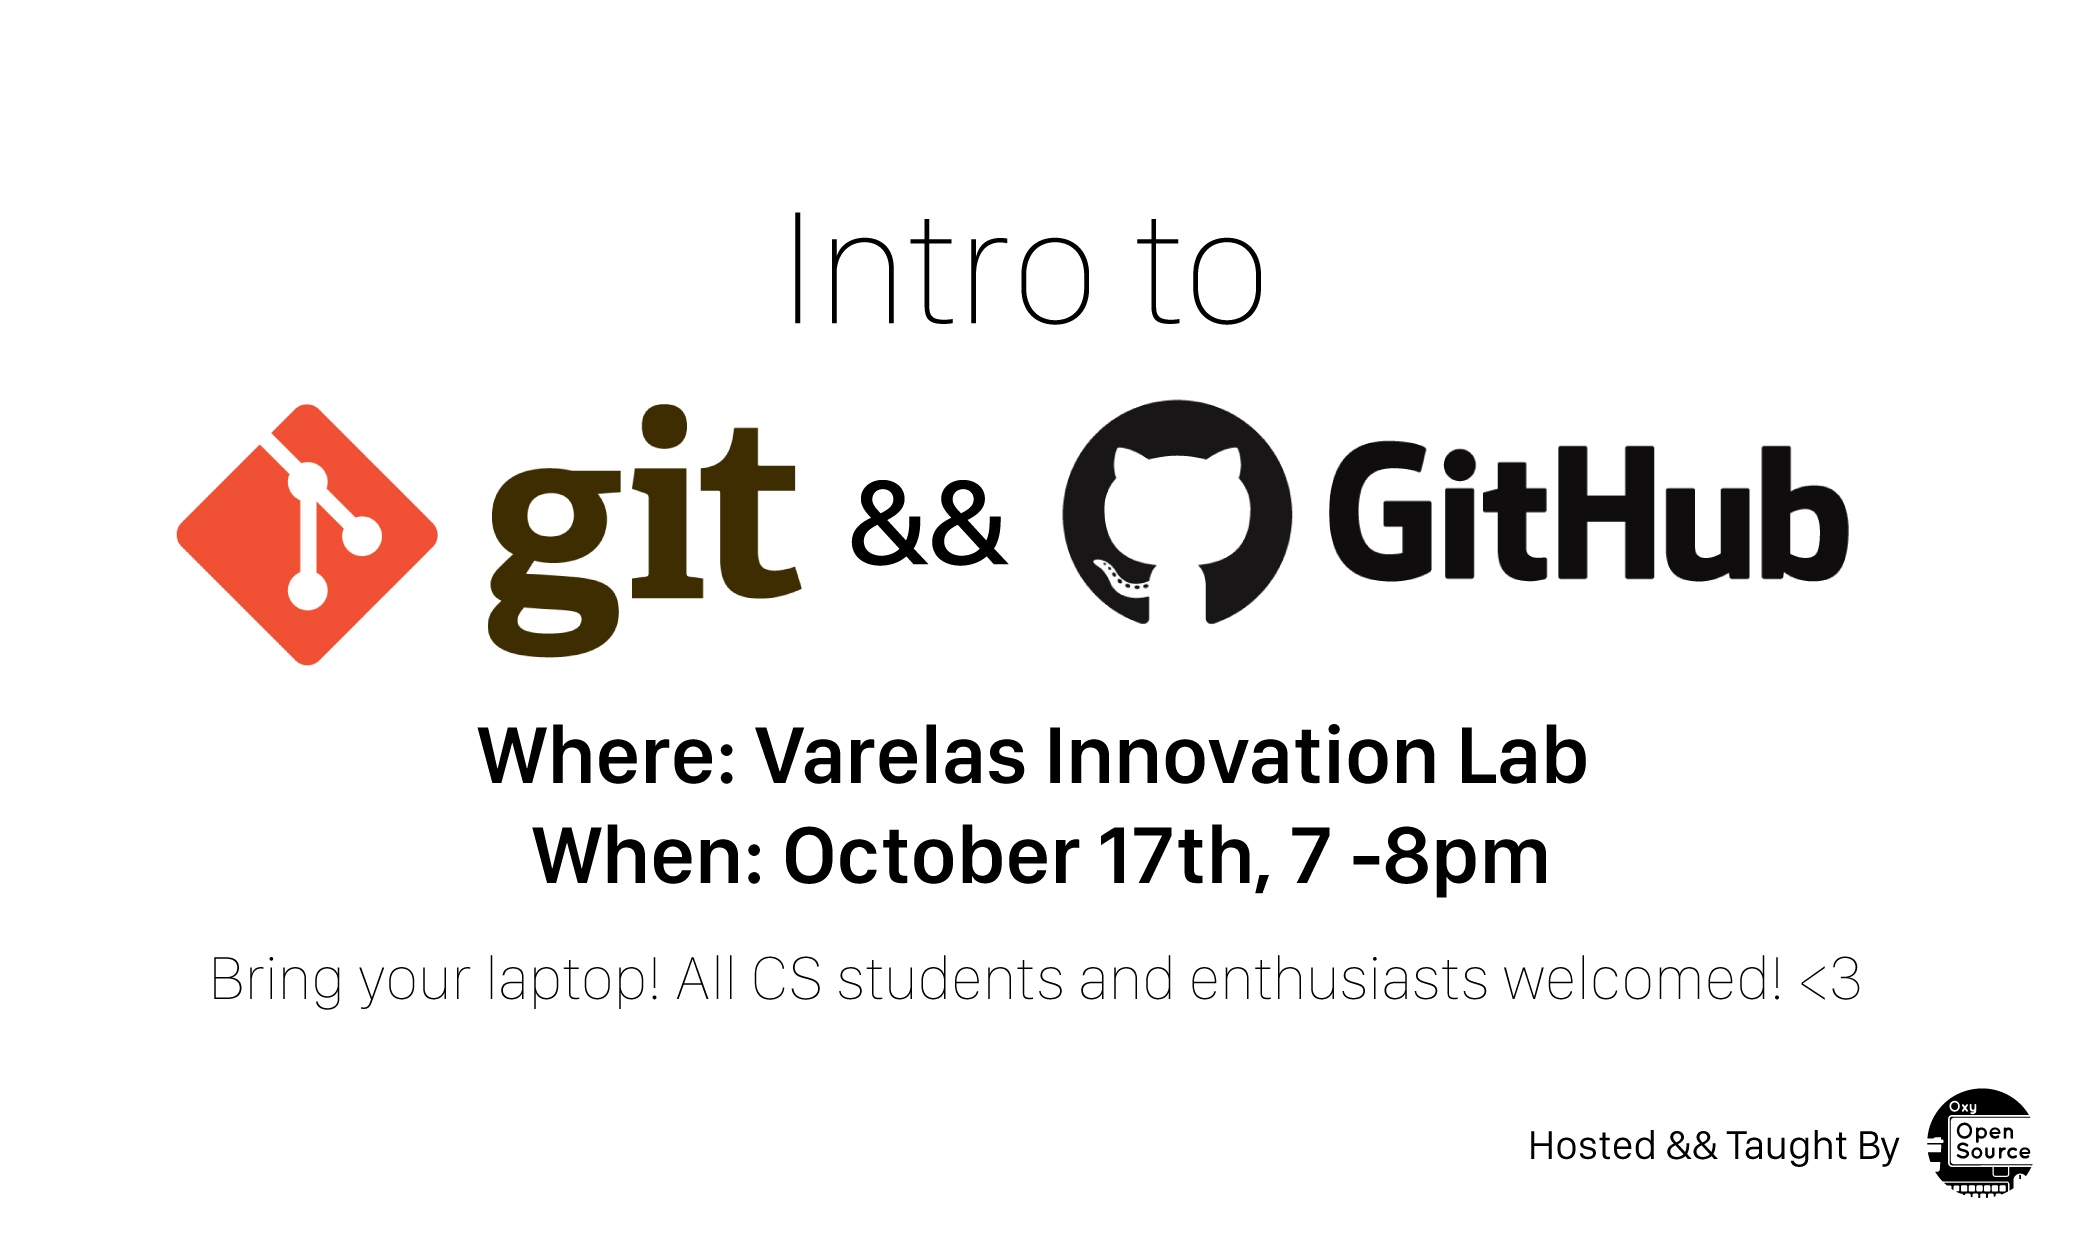 Intro to
git && GitHub
Where: Varelas Innovation Lab
When: October 17th, 7 -8pm
Bring your laptop! All CS students and enthusiasts welcomed! <3
Hosted && Taught By
Oxy
Open
Source